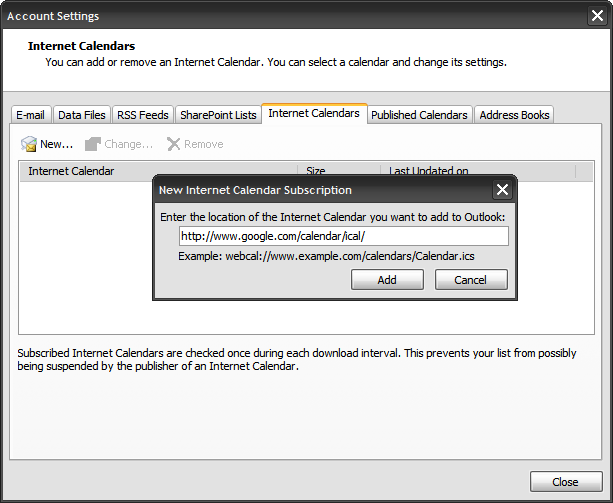 Account Settings
Internet Calendars
You can add or remove an Internet Calendar. You can select a calendar and change its settings.
E-mail Data Files RSS Feeds SharePoint Lists Internet Calendars Published Calendars Address Books
New... Change... Remove
Internet Calendar Size Last Updated on
New Internet Calendar Subscription
Enter the location of the Internet Calendar you want to add to Outlook:
http://www.google.com/calendar/ical/
Example: webcal://www.example.com/calendars/Calendar.ics
Add Cancel
Subscribed Internet Calendars are checked once during each download interval. This prevents your list from possibly
being suspended by the publisher of an Internet Calendar.
Close